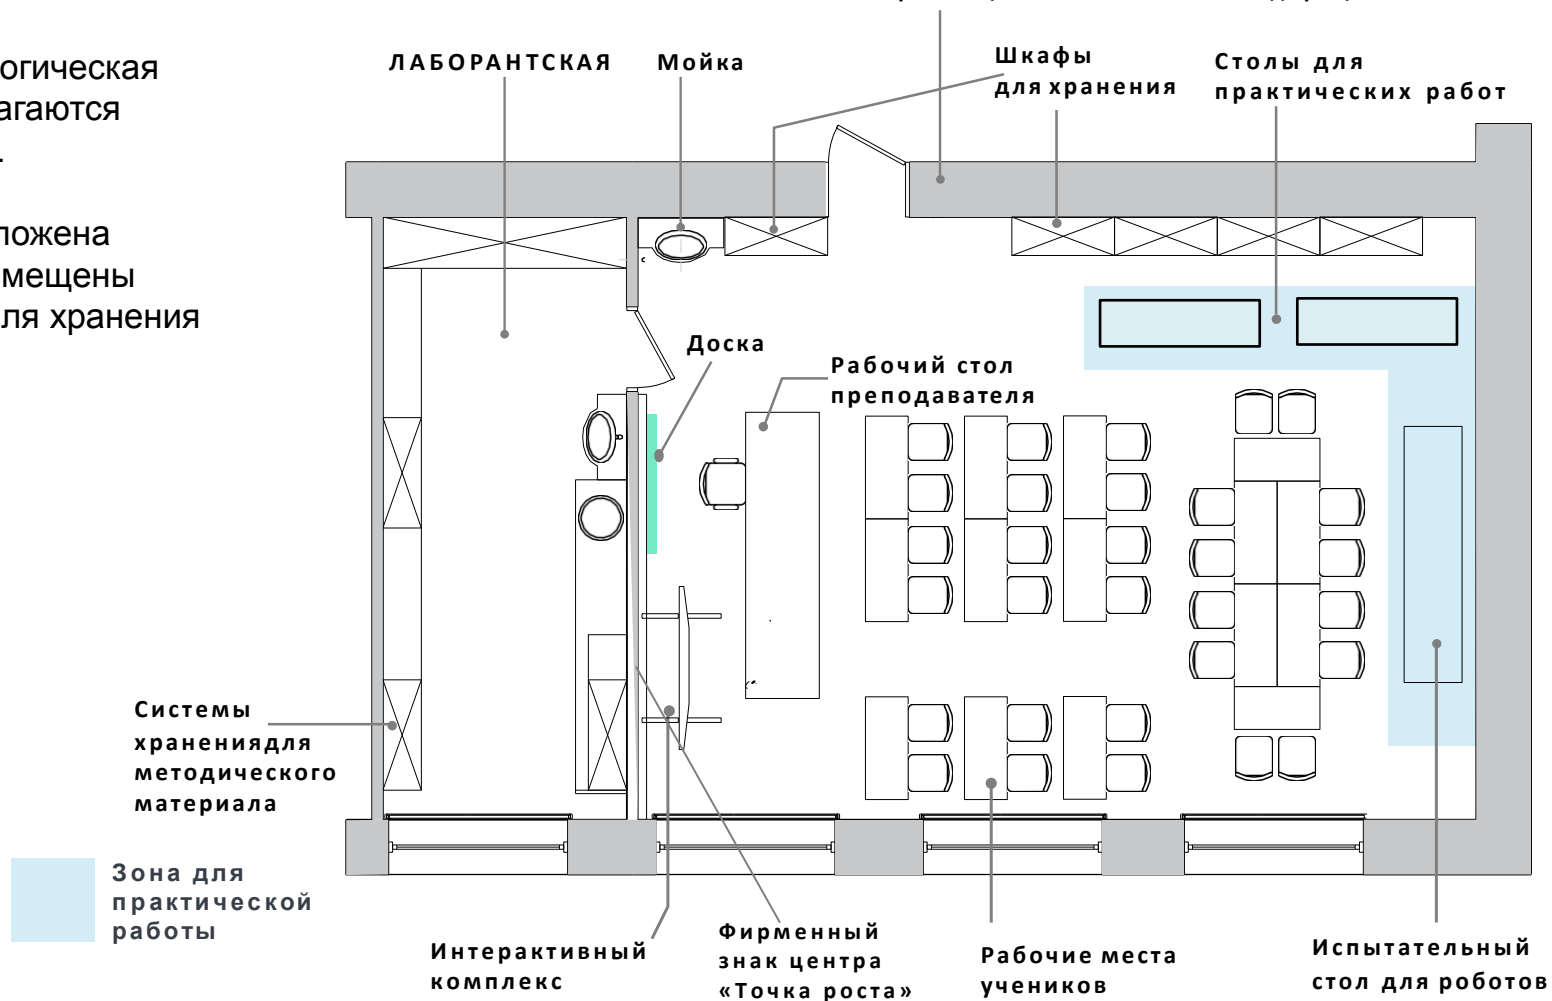 огическая
агаются
.
ложена
мещены
ля хранения
ЛАБОРАНТСКАЯ
Мойка
Шкафы
для хранения
Столы для
практических работ
Доска
Рабочий стол
преподавателя
Системы
хранениядля
методического
материала
Зона для
практической
работы
Интерактивный
комплекс
Фирменный
знак центра
«Точка роста»
Рабочие места
учеников
Испытательный
стол для роботов